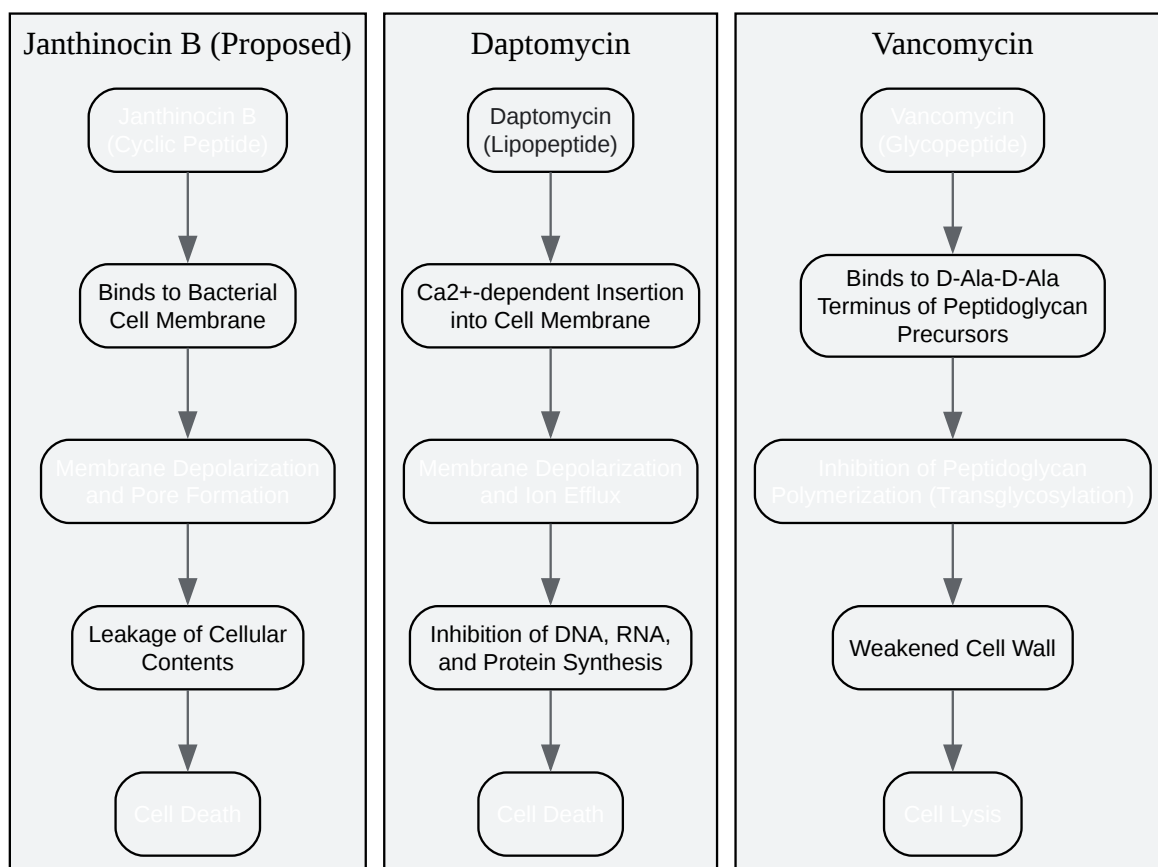 Janthinocin B (Proposed)
Janthinocin B
(Cyclic Peptide)
Binds to Bacterial
Cell Membrane
Membrane Depolarization
and Pore Formation
Leakage of Cellular
Contents
Cell Death
Daptomycin
Daptomycin
(Lipopeptide)
Ca2+-dependent Insertion
into Cell Membrane
Membrane Depolarization
and Ion Efflux
Inhibition of DNA, RNA,
and Protein Synthesis
Cell Death
Vancomycin
Vancomycin
(Glycopeptide)
Binds to D-Ala-D-Ala
Terminus of Peptidoglycan
Precursors
Inhibition of Peptidoglycan
Polymerization (Transglycosylation)
Weakened Cell Wall
Cell Lysis